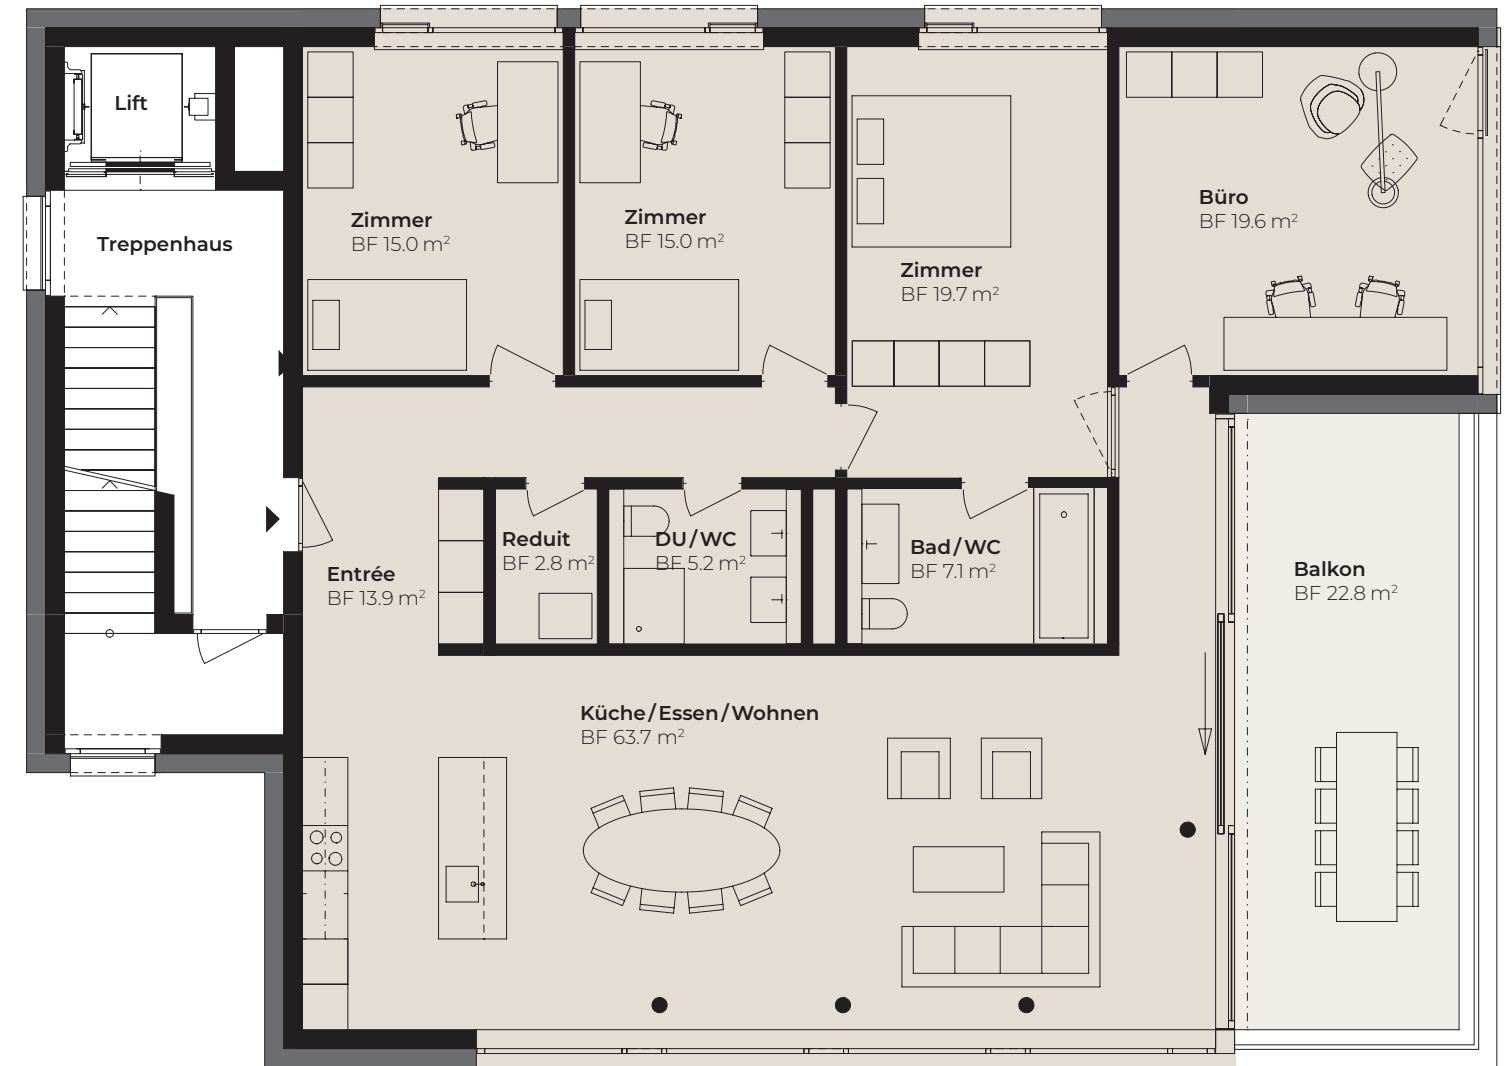 Lift
Treppenhaus
Zimmer
BF 15.0 m²
Zimmer
BF 15.0 m²
Zimmer
BF 19.7 m²
Büro
BF 19.6 m²
Entrée
BF 13.9 m²
Reduit
BF 2.8 m²
DU/WC
BF 5.2 m²
Bad/WC
BF 7.1 m²
Balkon
BF 22.8 m²
Küche/Essen/Wohnen
BF 63.7 m²